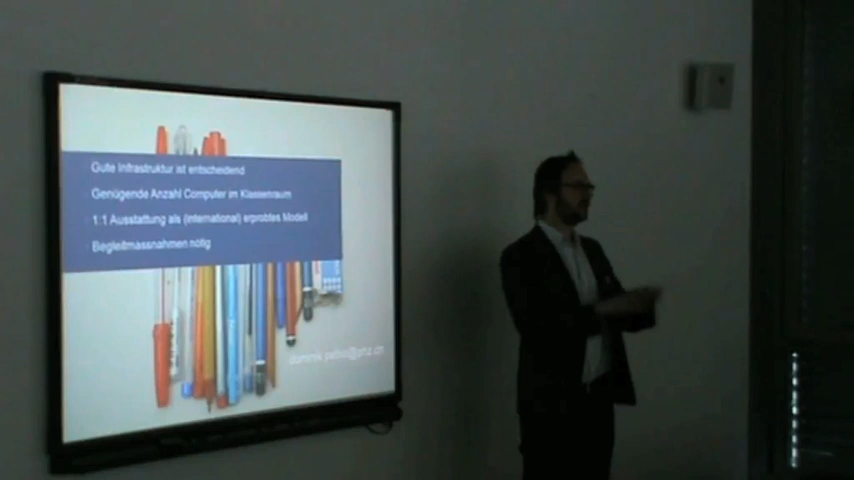 Gute Infrastruktur ist entscheidend
Genügende Anzahl Computer im Klassenraum
1:1 Ausstattung als (international) erprobtes Modell
Begleitmassnahmen nötig